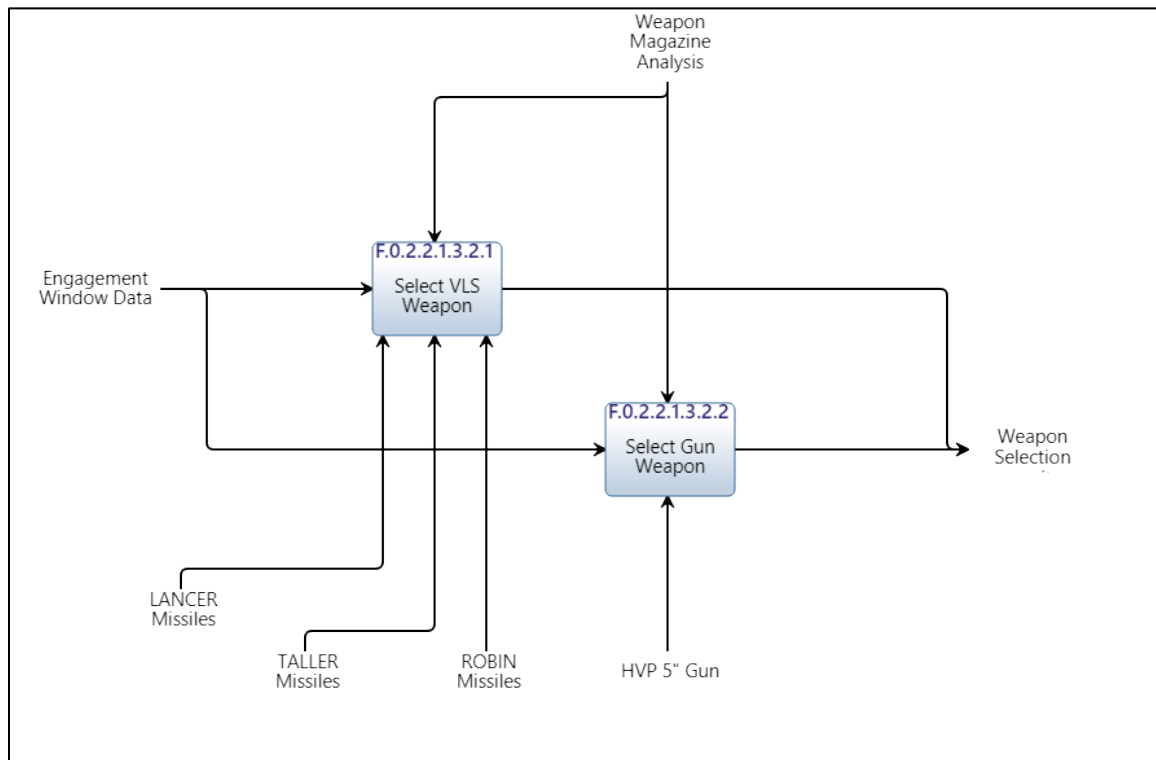 Weapon
Magazine
Analysis
F.0.2.2.1.3.2.1
Select VLS
Weapon
Engagement
Window Data
F.0.2.2.1.3.2.2
Select Gun
Weapon
Weapon
Selection
LANCER
Missiles
TALLER
Missiles
ROBIN
Missiles
HVP 5" Gun